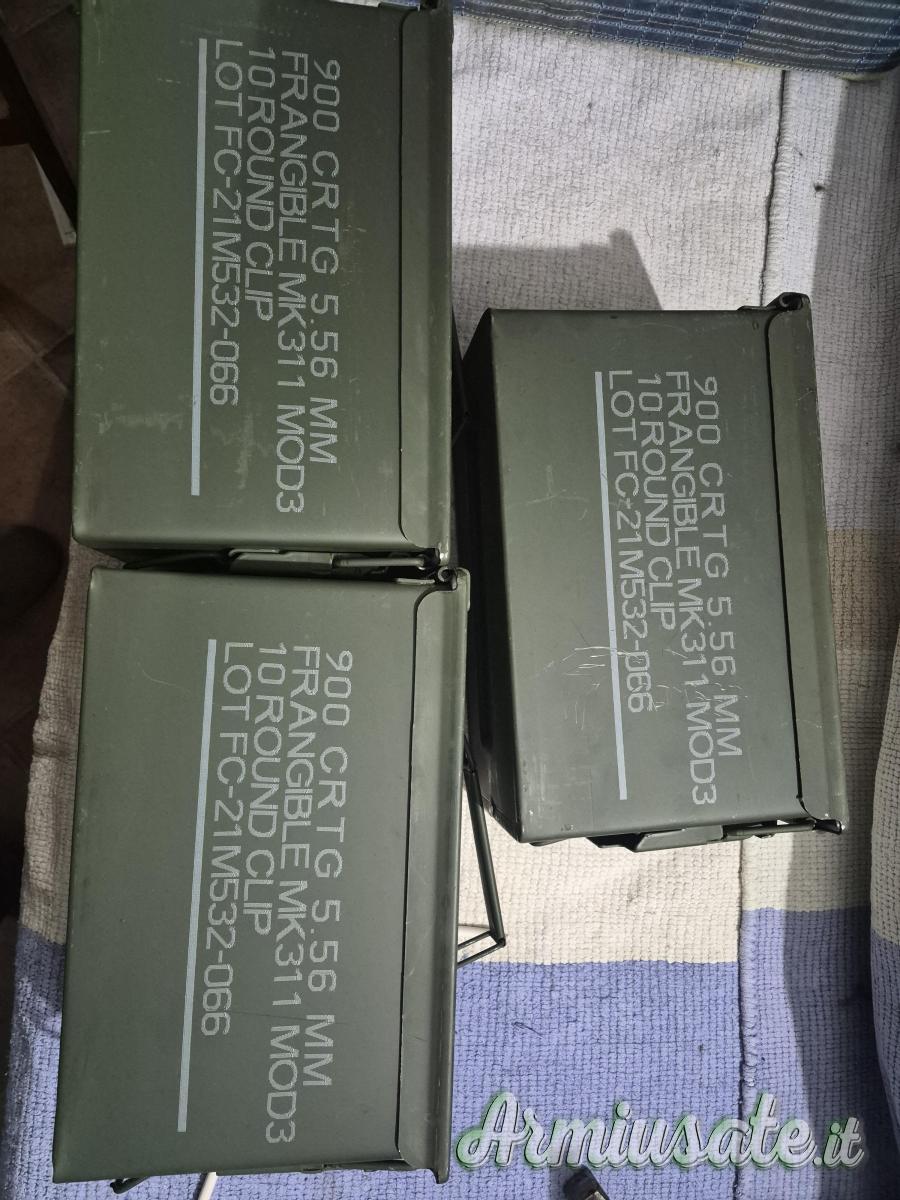 900 CRTG 5.56 MM
FRANGIBLE MK311 MOD3
10 ROUND CLIP
LOT FC-21M532-066
900 CRTG 5.56 MM
FRANGIBLE MK311 MOD3
10 ROUND CLIP
LOT FC-21M532-066
900 CRTG 5.56 MM
FRANGIBLE MK311 MOD3
10 ROUND CLIP
LOT FC-21M532-066
Armiusate.it